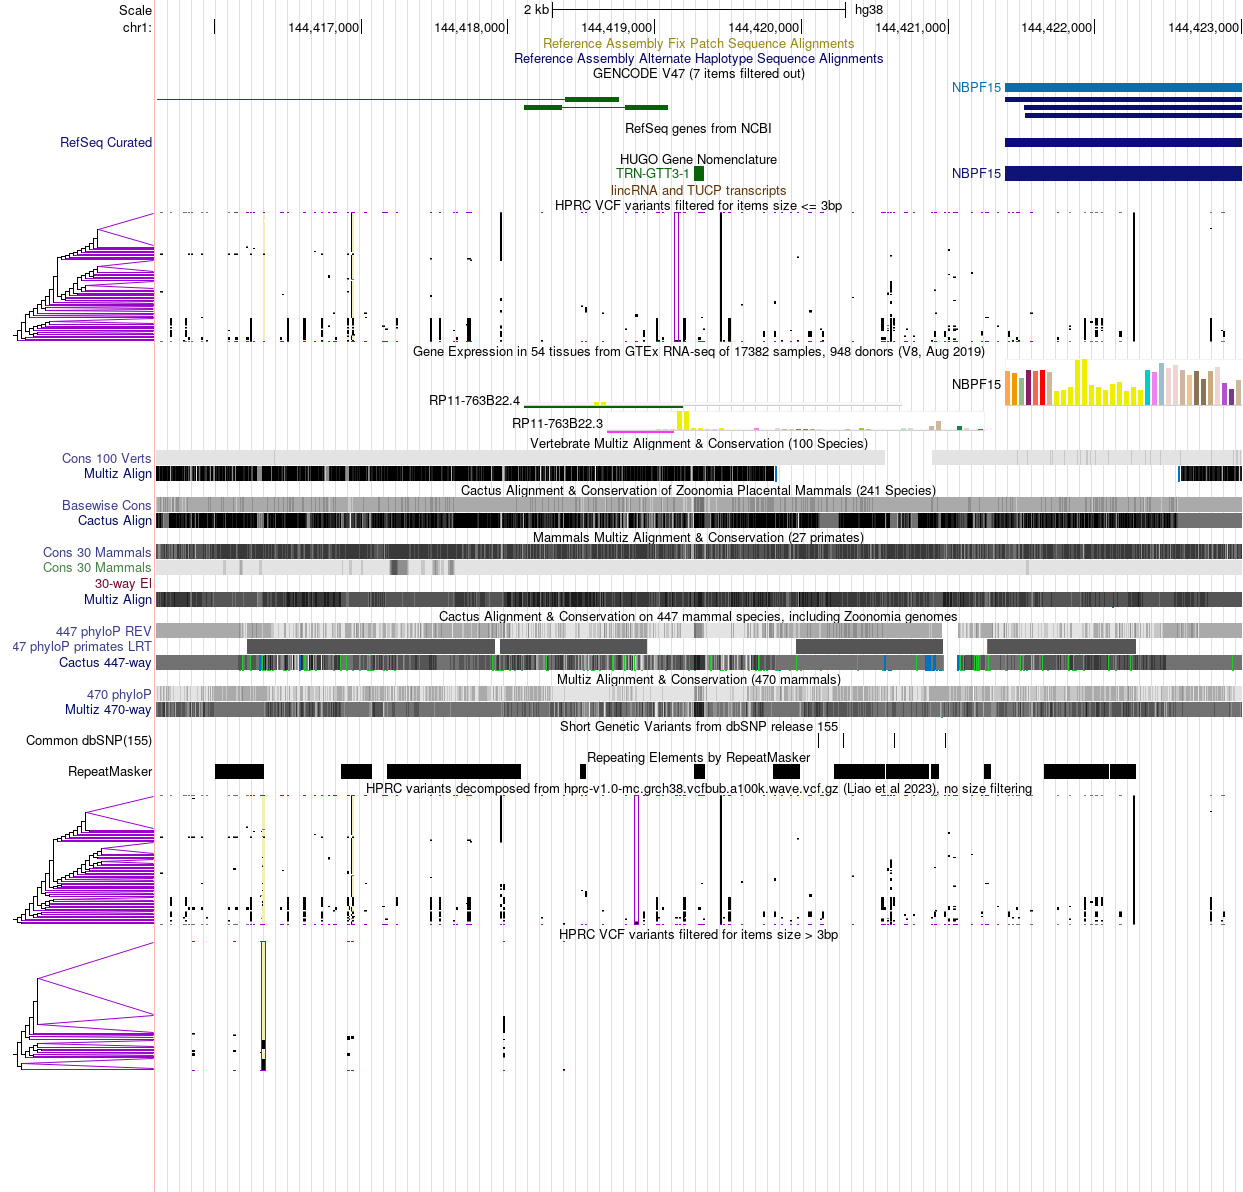 Scale 2 kb hg38
chr1: 144,417,000 144,418,000 144,419,000 144,420,000 144,421,000 144,422,000 144,423,000
Reference Assembly Fix Patch Sequence Alignments
Reference Assembly Alternate Haplotype Sequence Alignments
GENCODE V47 (7 items filtered out)
NBPF15
RefSeq genes from NCBI
RefSeq Curated
HUGO Gene Nomenclature
TRN-GTT3-1 NBPF15
lincRNA and TUCP transcripts
HPRC VCF variants filtered for items size <= 3bp
Gene Expression in 54 tissues from GTEx RNA-seq of 17382 samples, 948 donors (V8, Aug 2019)
NBPF15
RP11-763B22.4
RP11-763B22.3
Vertebrate Multiz Alignment & Conservation (100 Species)
Cons 100 Verts
Multiz Align
Cactus Alignment & Conservation of Zoonomia Placental Mammals (241 Species)
Basewise Cons
Cactus Align
Mammals Multiz Alignment & Conservation (27 primates)
Cons 30 Mammals
Cons 30 Mammals
30-way El
Multiz Align
Cactus Alignment & Conservation on 447 mammal species, including Zoonomia genomes
447 phyloP REV
47 phyloP primates LRT
Cactus 447-way
Multiz Alignment & Conservation (470 mammals)
470 phyloP
Multiz 470-way
Short Genetic Variants from dbSNP release 155
Common dbSNP(155)
Repeating Elements by RepeatMasker
RepeatMasker
HPRC variants decomposed from hprc-v1.0-mc.grch38.vcfbub.a100k.wave.vcf.gz (Liao et al 2023), no size filtering
HPRC VCF variants filtered for items size > 3bp